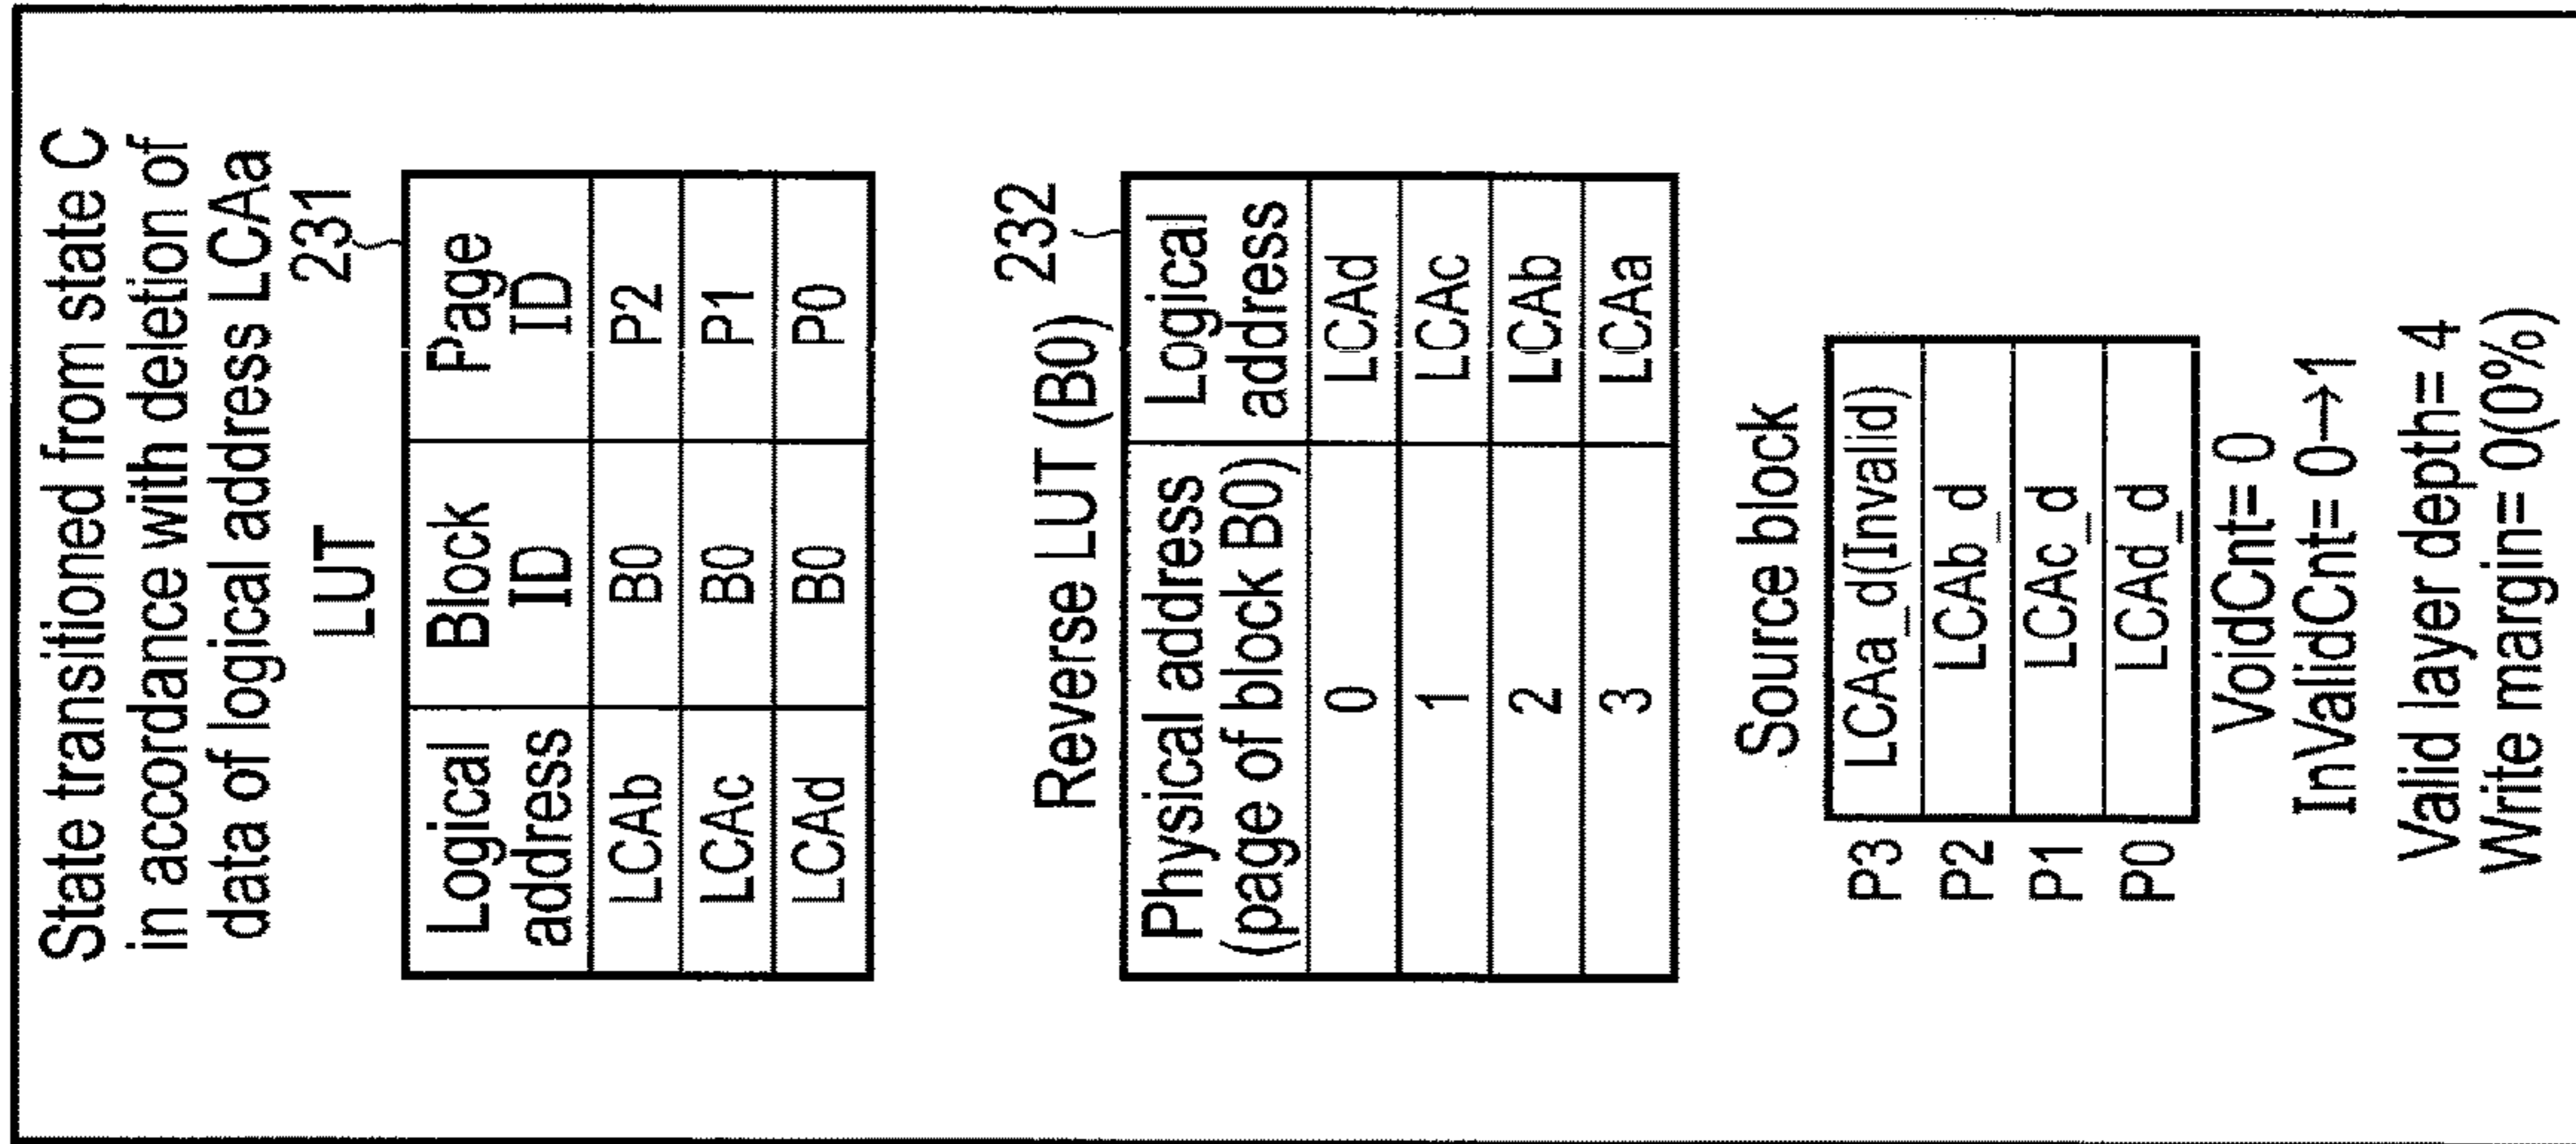 State transitioned from state C
in accordance with deletion of
data of logical address LCAa
LUT 231
Logical address Block ID Page ID
LCAb B0 P2
LCAc B0 P1
LCAd B0 P0
Reverse LUT (B0) 232
Physical address (page of block B0) Logical address
0 LCAd
1 LCAc
2 LCAb
3 LCAa
Source block
P3 LCAa_d(Invalid)
P2 LCAb_d
P1 LCAc_d
P0 LCAd_d
VoidCnt= 0
InValidCnt= 0→1
Valid layer depth= 4
Write margin= 0(0%)